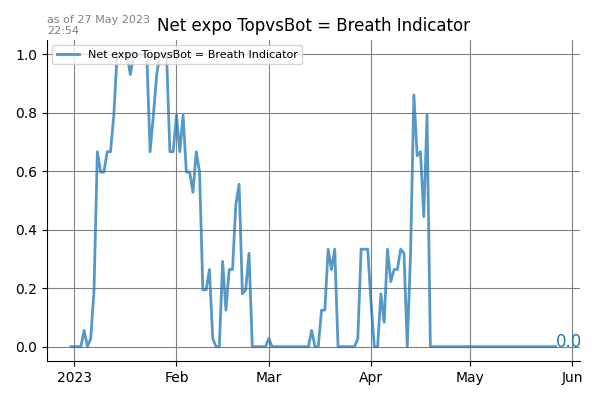 as of 27 May 2023
22:54
Net expo TopvsBot = Breath Indicator
Net expo TopvsBot = Breath Indicator
1.0
0.8
0.6
0.4
0.2
0.0
0.0
2023
Feb
Mar
Apr
May
Jun